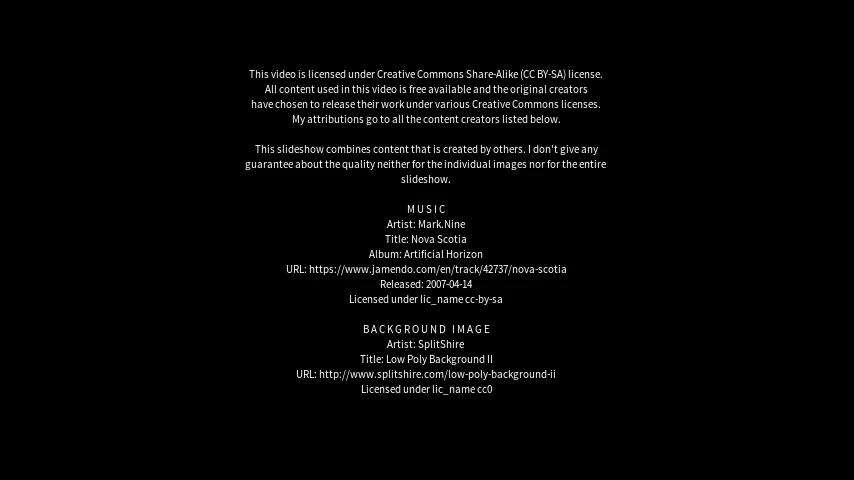 This video is licensed under Creative Commons Share-Alike (CC BY-SA) license.
All content used in this video is free available and the original creators
have chosen to release their work under various Creative Commons licenses.
My attributions go to all the content creators listed below.
This slideshow combines content that is created by others. I don't give any
guarantee about the quality neither for the individual images nor for the entire
slideshow.
MUSIC
Artist: Mark.Nine
Title: Nova Scotia
Album: Artificial Horizon
URL: https://www.jamendo.com/en/track/42737/nova-scotia
Released: 2007-04-14
Licensed under lic_name cc-by-sa
BACKGROUND IMAGE
Artist: SplitShire
Title: Low Poly Background II
URL: http://www.splitshire.com/low-poly-background-ii
Licensed under lic_name cc0